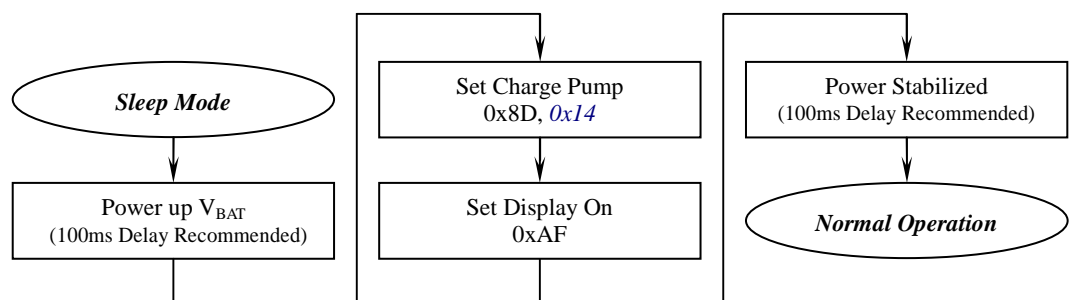 Sleep Mode
Power up VBAT
(100ms Delay Recommended)
Set Charge Pump
0x8D, 0x14
Set Display On
0xAF
Power Stabilized
(100ms Delay Recommended)
Normal Operation